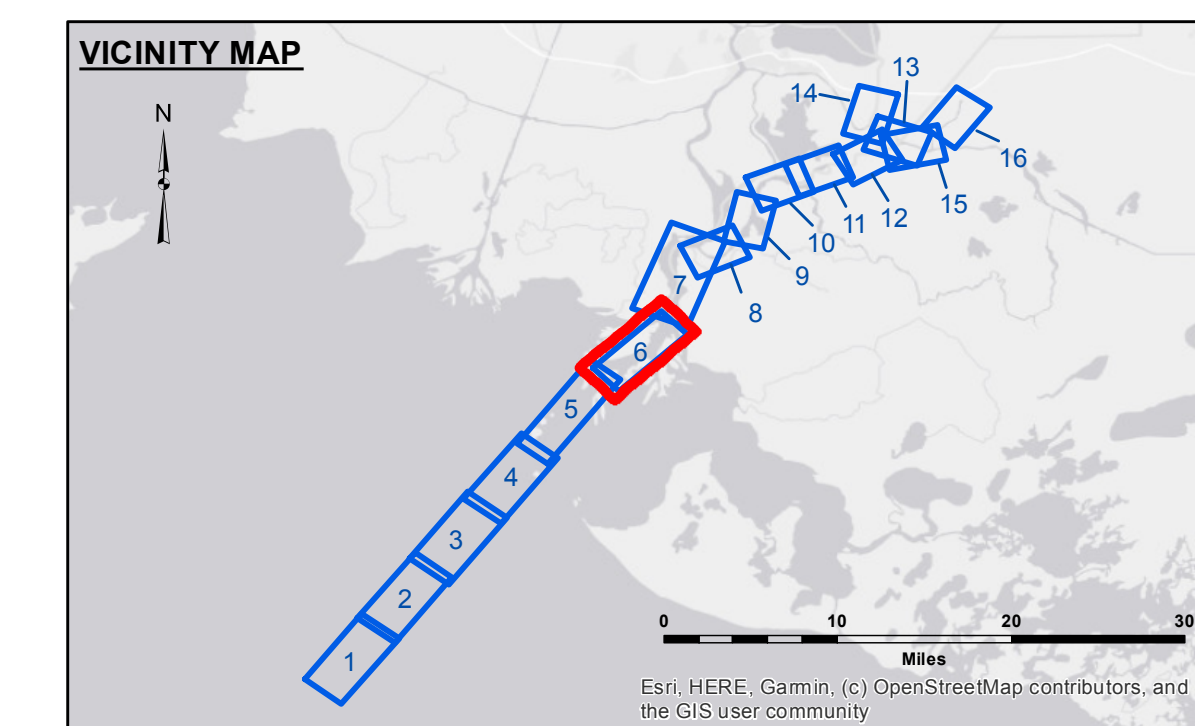 VICINITY MAP
N
13
14
16
15
12
11
10
9
8
7
6
5
4
3
2
1
0 10 20 30
Miles
Esri, HERE, Garmin, (c) OpenStreetMap contributors, and
the GIS user community